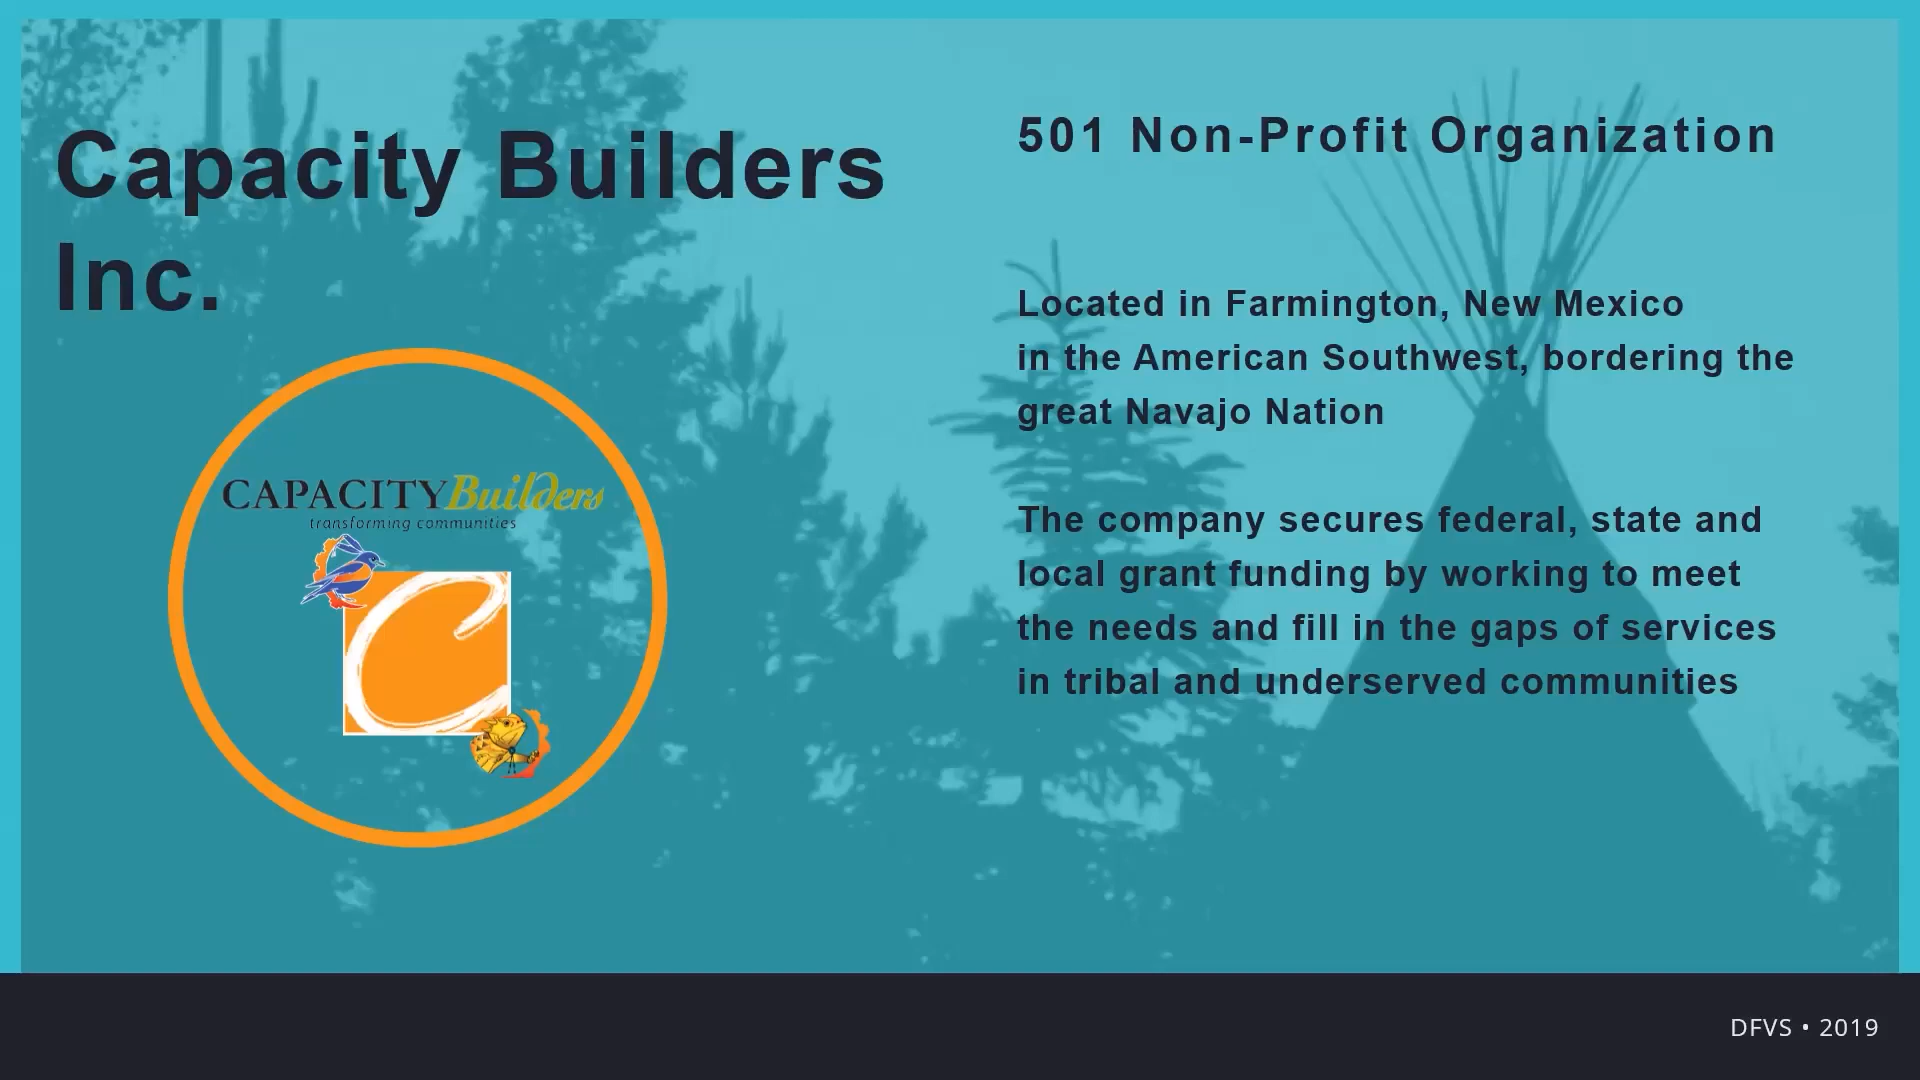 Capacity Builders
Inc.
CAPACITYBuilders
transforming communities
501 Non-Profit Organization
Located in Farmington, New Mexico
in the American Southwest, bordering the
great Navajo Nation
The company secures federal, state and
local grant funding by working to meet
the needs and fill in the gaps of services
in tribal and underserved communities
DFVS • 2019